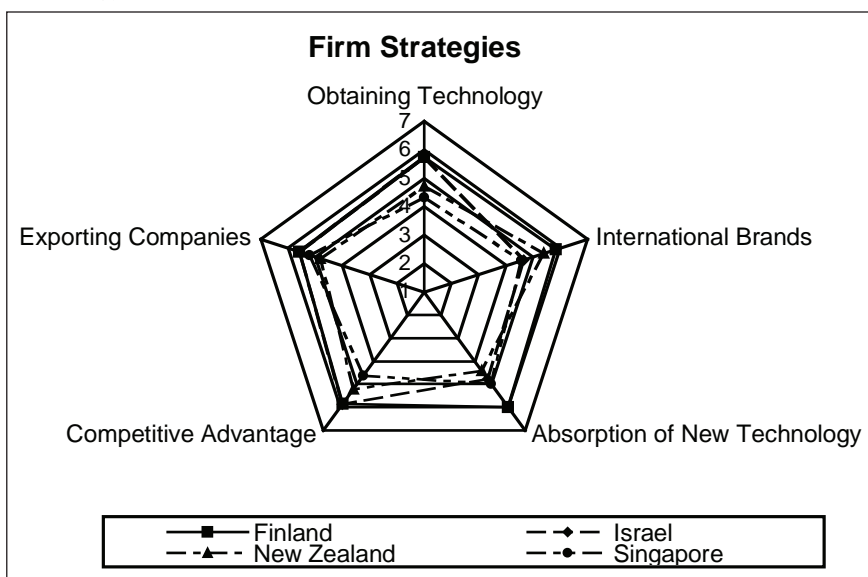 Firm Strategies
Obtaining Technology
7
6
5
4
3
2
1
Exporting Companies
International Brands
Competitive Advantage
Absorption of New Technology
Finland
Israel
New Zealand
Singapore